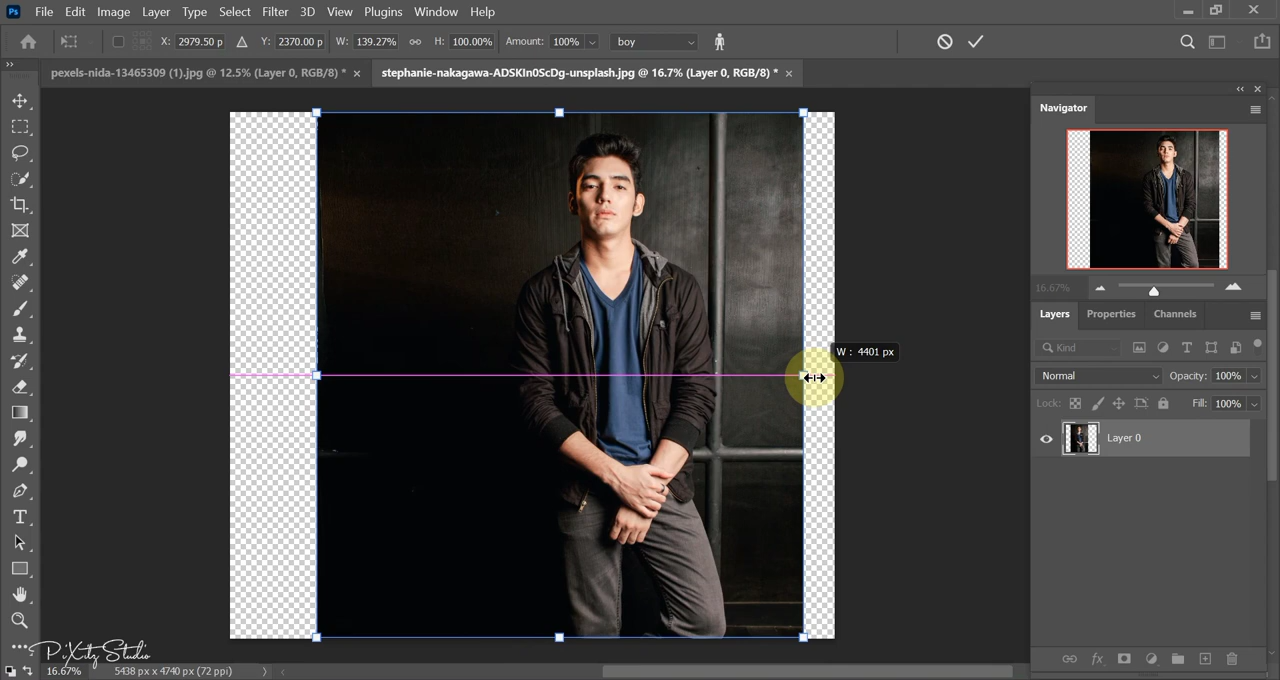 Ps File Edit Image Layer Type Select Filter 3D View Plugins Window Help
X: 2979.50 p Y: 2370.00 p W: 139.27% H: 100.00% Amount: 100% boy
pexels-nida-13465309 (1).jpg @ 12.5% (Layer 0, RGB/8) * × stephanie-nakagawa-ADSKIn0ScDg-unsplash.jpg @ 16.7% (Layer 0, RGB/8) * ×
Navigator
16.67%
Layers Properties Channels
Kind
Normal Opacity: 100%
Lock: Fill: 100%
Layer 0
W : 4401 px
PiXitz Studio
16.67% 5438 px x 4740 px (72 ppi)